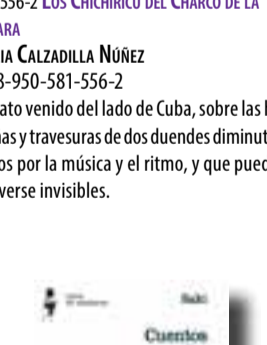 556-2 LOS CHICHIRICÚ DEL CHARCO DE LA
ARA
IA CALZADILLA NÚÑEZ
8-950-581-556-2
ato venido del lado de Cuba, sobre las l
as y travesuras de dos duendes diminut
os por la música y el ritmo, y que pued
verse invisibles.
Cuentos